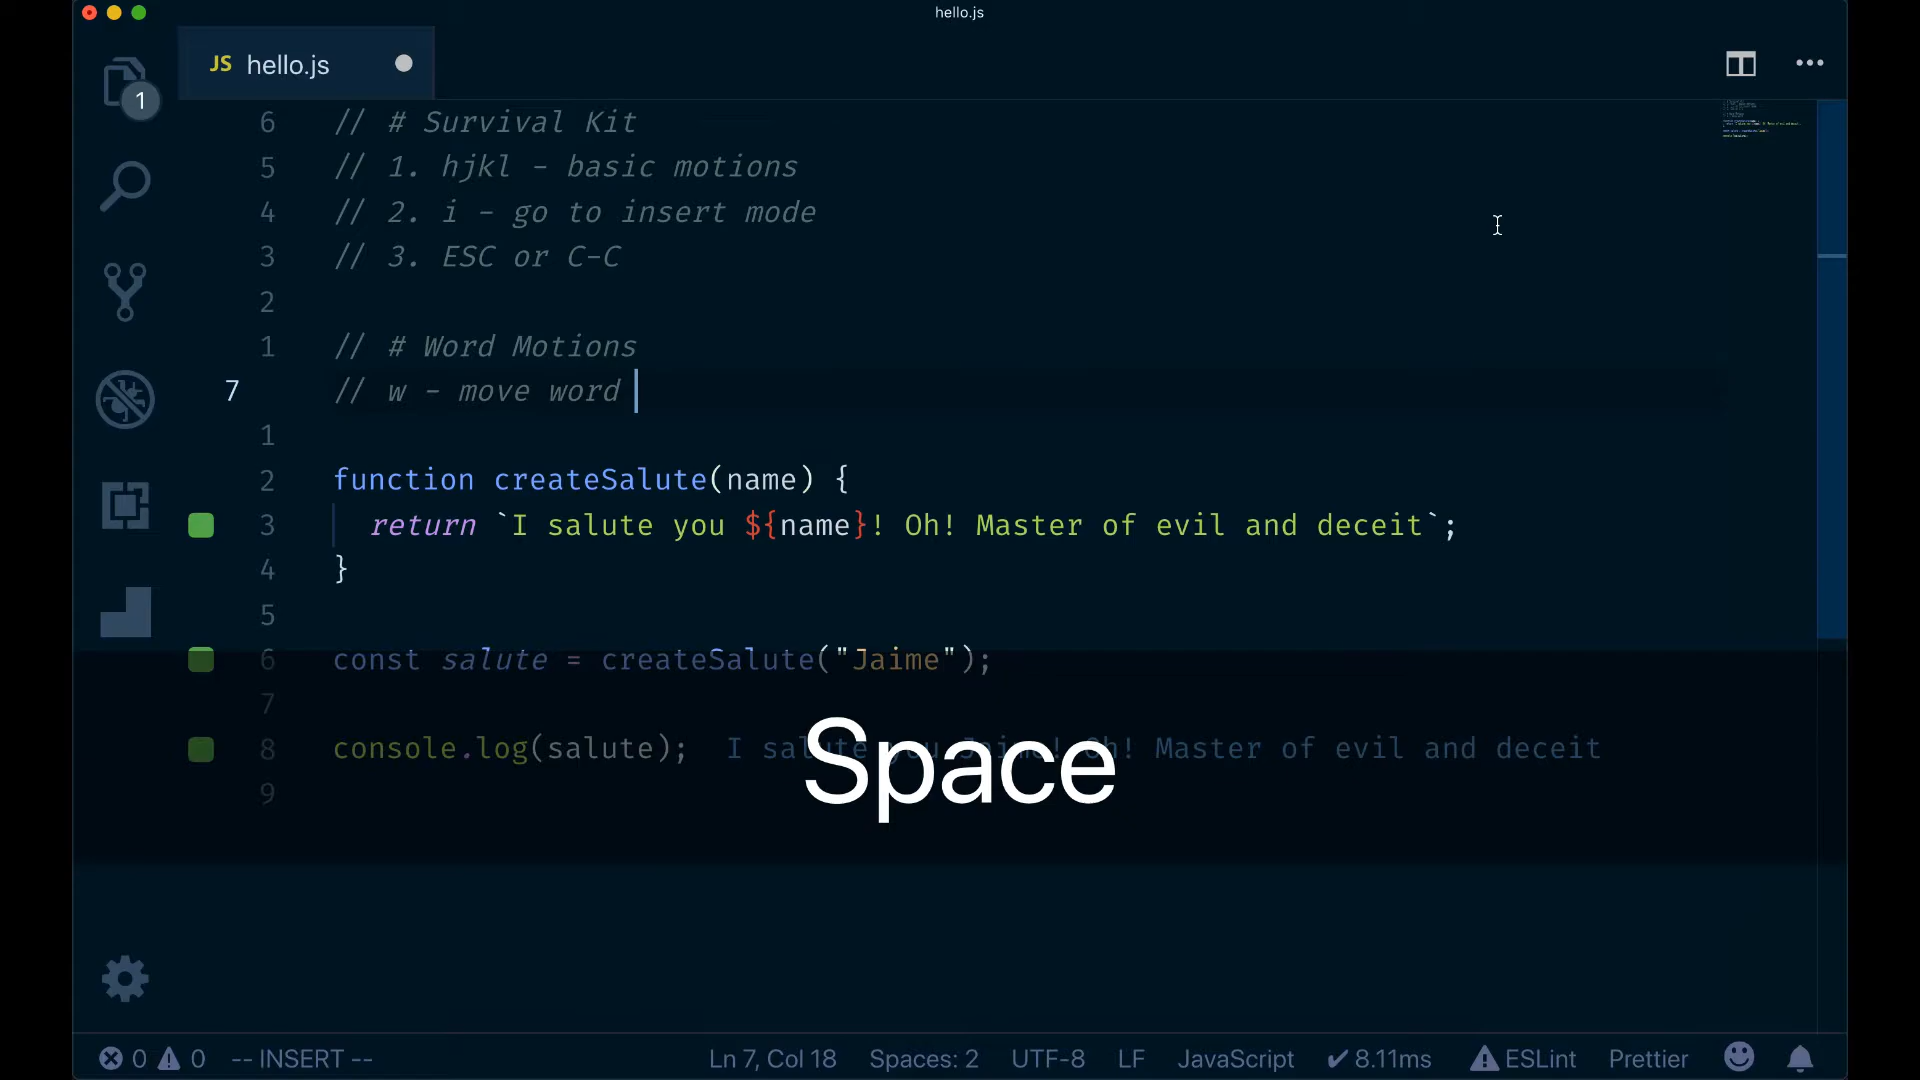 hello.js
JS hello.js
1
6 // # Survival Kit
5 // 1. hjkl - basic motions
4 // 2. i - go to insert mode
3 // 3. ESC or C-C
2
1 // # Word Motions
7 // w - move word
1
2 function createSalute(name) {
3 return `I salute you ${name}! Oh! Master of evil and deceit`;
4 }
5
6 const salute = createSalute("Jaime");
7
8 console.log(salute); I salute you Jaime! Oh! Master of evil and deceit
Space
9
0 0 -- INSERT -- Ln 7, Col 18 Spaces: 2 UTF-8 LF JavaScript ✔ 8.11ms ESLint Prettier